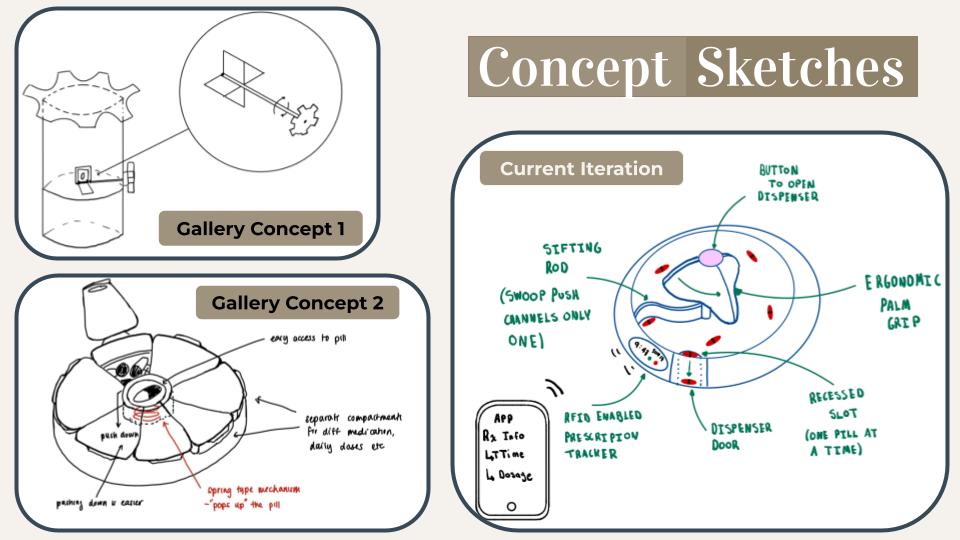 Concept Sketches
Gallery Concept 1
Gallery Concept 2
easy access to pill
separate compartments
for diff medication,
daily doses etc
push down
pushing down is easier
spring type mechanism
- "pops up" the pill
Current Iteration
BUTTON
TO OPEN
DISPENSER
SIFTING
ROD
(SWOOP PUSH
CHANNELS ONLY
ONE)
ERGONOMIC
PALM
GRIP
RFID ENABLED
PRESCRIPTION
TRACKER
DISPENSER
DOOR
RECESSED
SLOT
(ONE PILL AT
A TIME)
APP
Rx Info
↳ Time
↳ Dosage